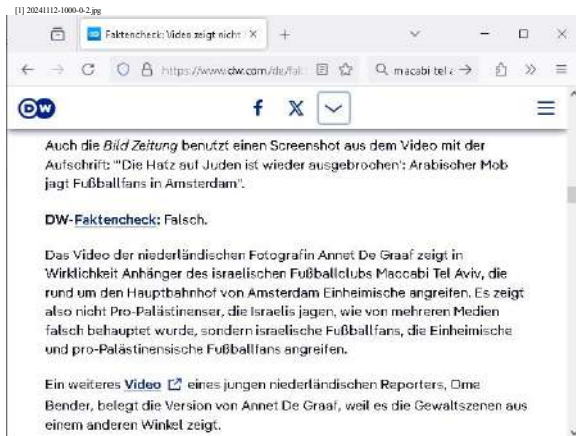 [1] 20241112-1000-0-2.jpg
Faktencheck: Video zeigt nicht
https://www.dw.com/de/fak
macabi tel a
DW
Auch die Bild Zeitung benutzt einen Screenshot aus dem Video mit der
Aufschrift: "'Die Hatz auf Juden ist wieder ausgebrochen': Arabischer Mob
jagt Fußballfans in Amsterdam".
DW-Faktencheck: Falsch.
Das Video der niederländischen Fotografin Annet De Graaf zeigt in
Wirklichkeit Anhänger des israelischen Fußballclubs Maccabi Tel Aviv, die
rund um den Hauptbahnhof von Amsterdam Einheimische angreifen. Es zeigt
also nicht Pro-Palästinenser, die Israelis jagen, wie von mehreren Medien
falsch behauptet wurde, sondern israelische Fußballfans, die Einheimische
und pro-Palästinensische Fußballfans angreifen.
Ein weiteres Video eines jungen niederländischen Reporters, Ome
Bender, belegt die Version von Annet De Graaf, weil es die Gewaltszenen aus
einem anderen Winkel zeigt.